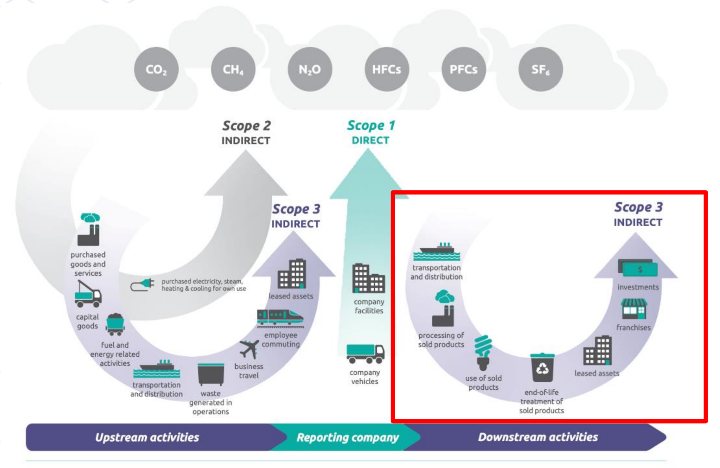 CO₂
CH₄
N₂O
HFCs
PFCs
SF₆
Scope 2
INDIRECT
Scope 1
DIRECT
Scope 3
INDIRECT
Scope 3
INDIRECT
purchased
goods and
services
capital
goods
fuel and
energy related
activities
transportation
and distribution
waste
generated in
operations
business
travel
employee
commuting
leased assets
purchased electricity, steam,
heating & cooling for own use
company
facilities
company
vehicles
transportation
and distribution
processing of
sold products
use of sold
products
end-of-life
treatment of
sold products
leased assets
franchises
$
investments
Upstream activities
Reporting company
Downstream activities